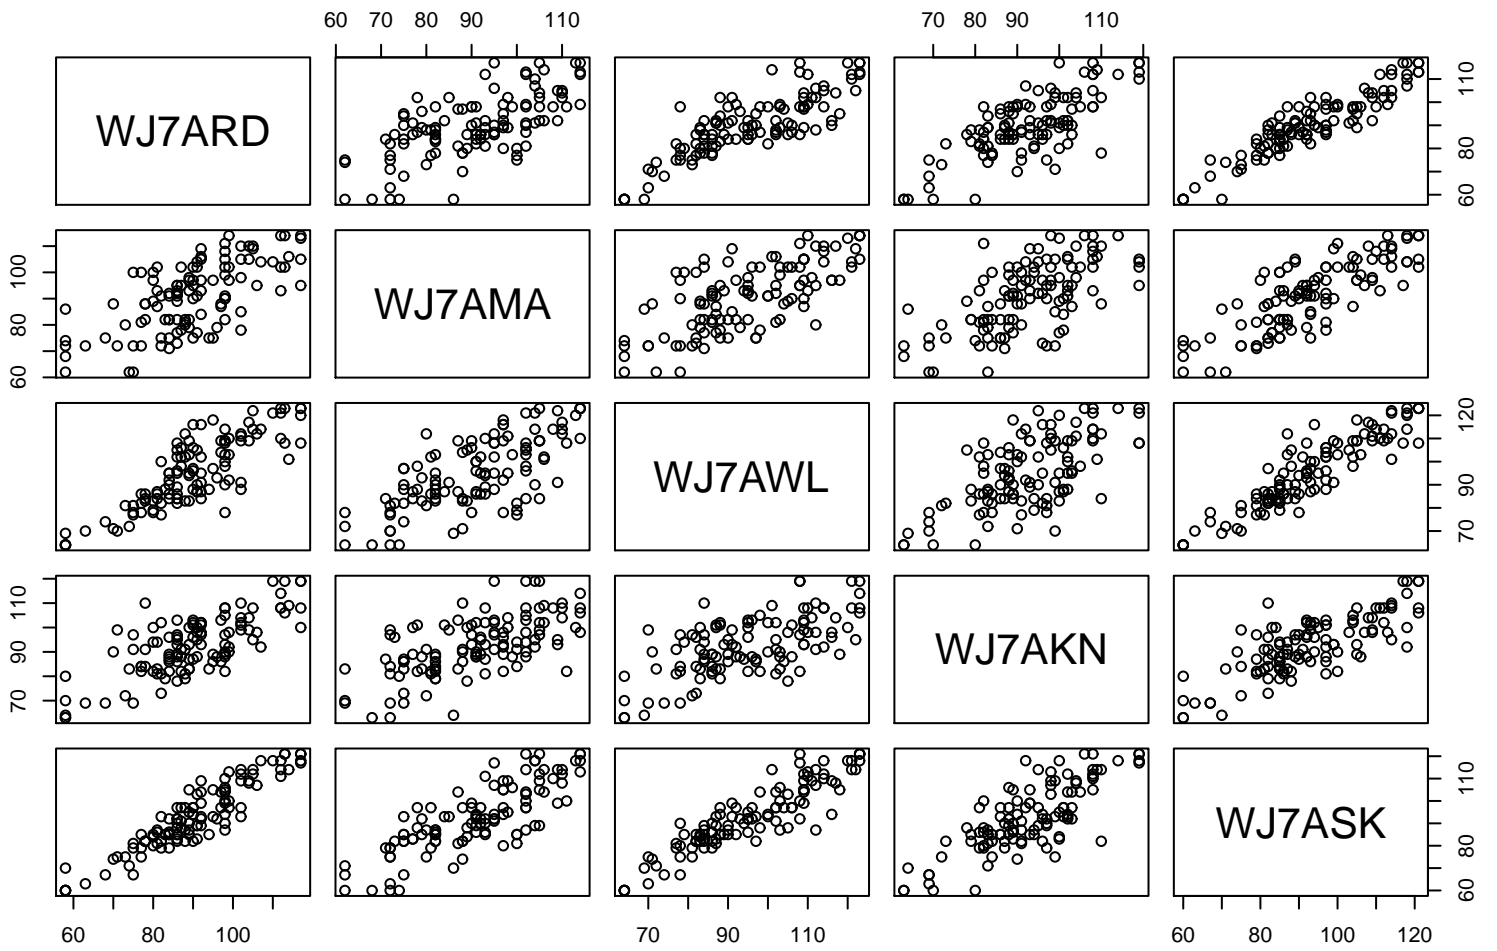 60 70 80 90 110 70 80 90 110
WJ7ARD 60 80 110
60 80 100 WJ7AMA
WJ7AWL 70 90 120
70 90 110 WJ7AKN
WJ7ASK 60 80 110
60 80 100 70 90 110 60 80 100 120